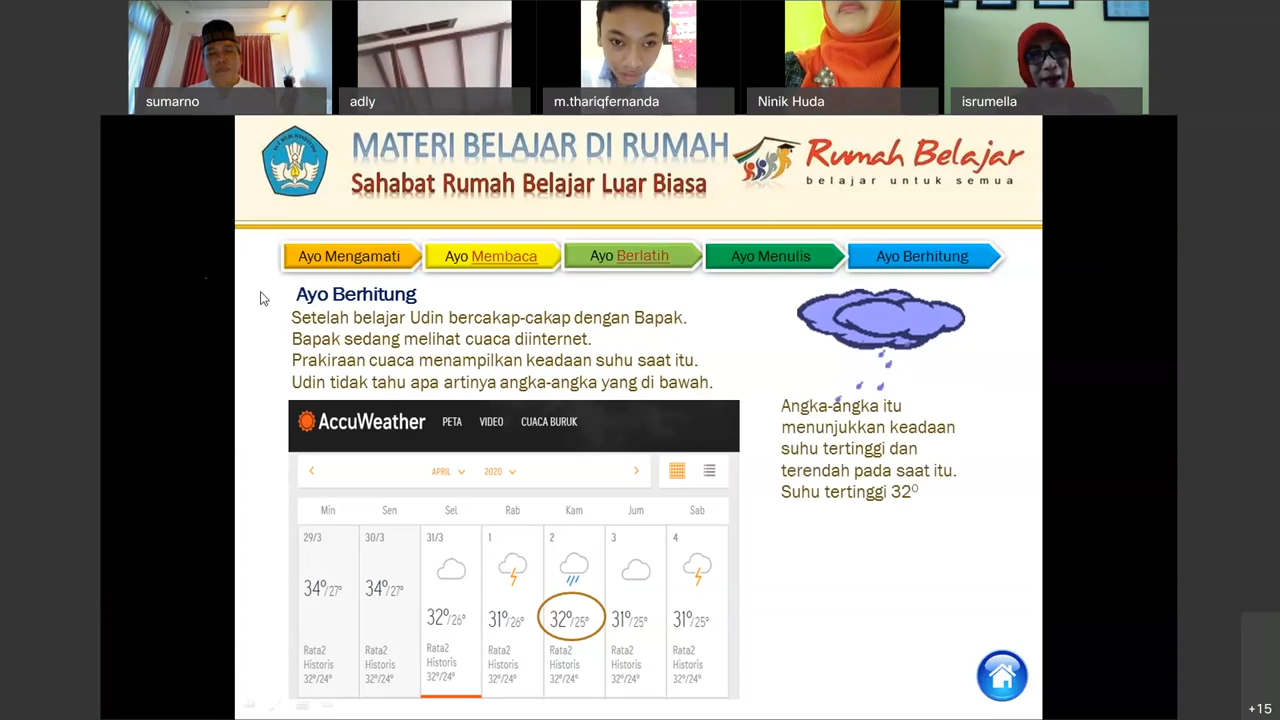 sumarno
adly
m.thariqfernanda
Ninik Huda
isrumella
MATERI BELAJAR DI RUMAH
Sahabat Rumah Belajar Luar Biasa
Rumah Belajar
belajar untuk semua
Ayo Mengamati
Ayo Membaca
Ayo Berlatih
Ayo Menulis
Ayo Berhitung
Ayo Berhitung
Setelah belajar Udin bercakap-cakap dengan Bapak.
Bapak sedang melihat cuaca diinternet.
Prakiraan cuaca menampilkan keadaan suhu saat itu.
Udin tidak tahu apa artinya angka-angka yang di bawah.
Angka-angka itu
menunjukkan keadaan
suhu tertinggi dan
terendah pada saat itu.
Suhu tertinggi 32⁰
AccuWeather PETA VIDEO CUACA BURUK
APRIL 2020
Min Sen Sel Rab Kam Jum Sab
29/3 30/3 31/3 1 2 3 4
34°/27° 34°/27° 32°/26° 31°/26° 32°/25° 31°/25° 31°/25°
Rata2 Rata2 Rata2 Rata2 Rata2 Rata2 Rata2
Historis Historis Historis Historis Historis Historis Historis
32°/24° 32°/24° 32°/24° 32°/24° 32°/24° 32°/24° 32°/24°
+15